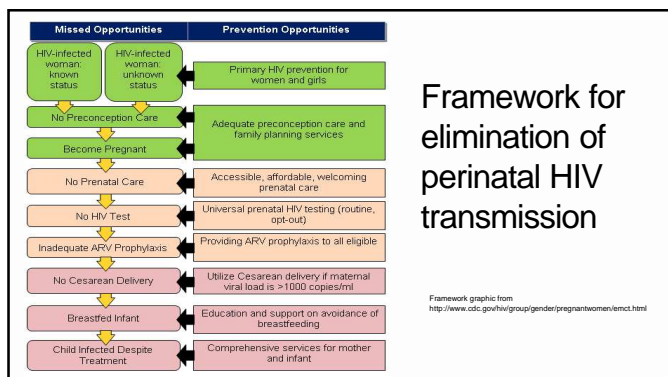 Missed Opportunities
Prevention Opportunities
HIV-infected
woman:
known
status
HIV-infected
woman:
unknown
status
Primary HIV prevention for
women and girls
No Preconception Care
Adequate preconception care and
family planning services
Become Pregnant
No Prenatal Care
Accessible, affordable, welcoming
prenatal care
No HIV Test
Universal prenatal HIV testing (routine,
opt-out)
Inadequate ARV Prophylaxis
Providing ARV prophylaxis to all eligible
No Cesarean Delivery
Utilize Cesarean delivery if maternal
viral load is >1000 copies/ml
Breastfed Infant
Education and support on avoidance of
breastfeeding
Child Infected Despite
Treatment
Comprehensive services for mother
and infant
Framework for
elimination of
perinatal HIV
transmission
Framework graphic from
http://www.cdc.gov/hiv/group/gender/pregnantwomen/emct.html